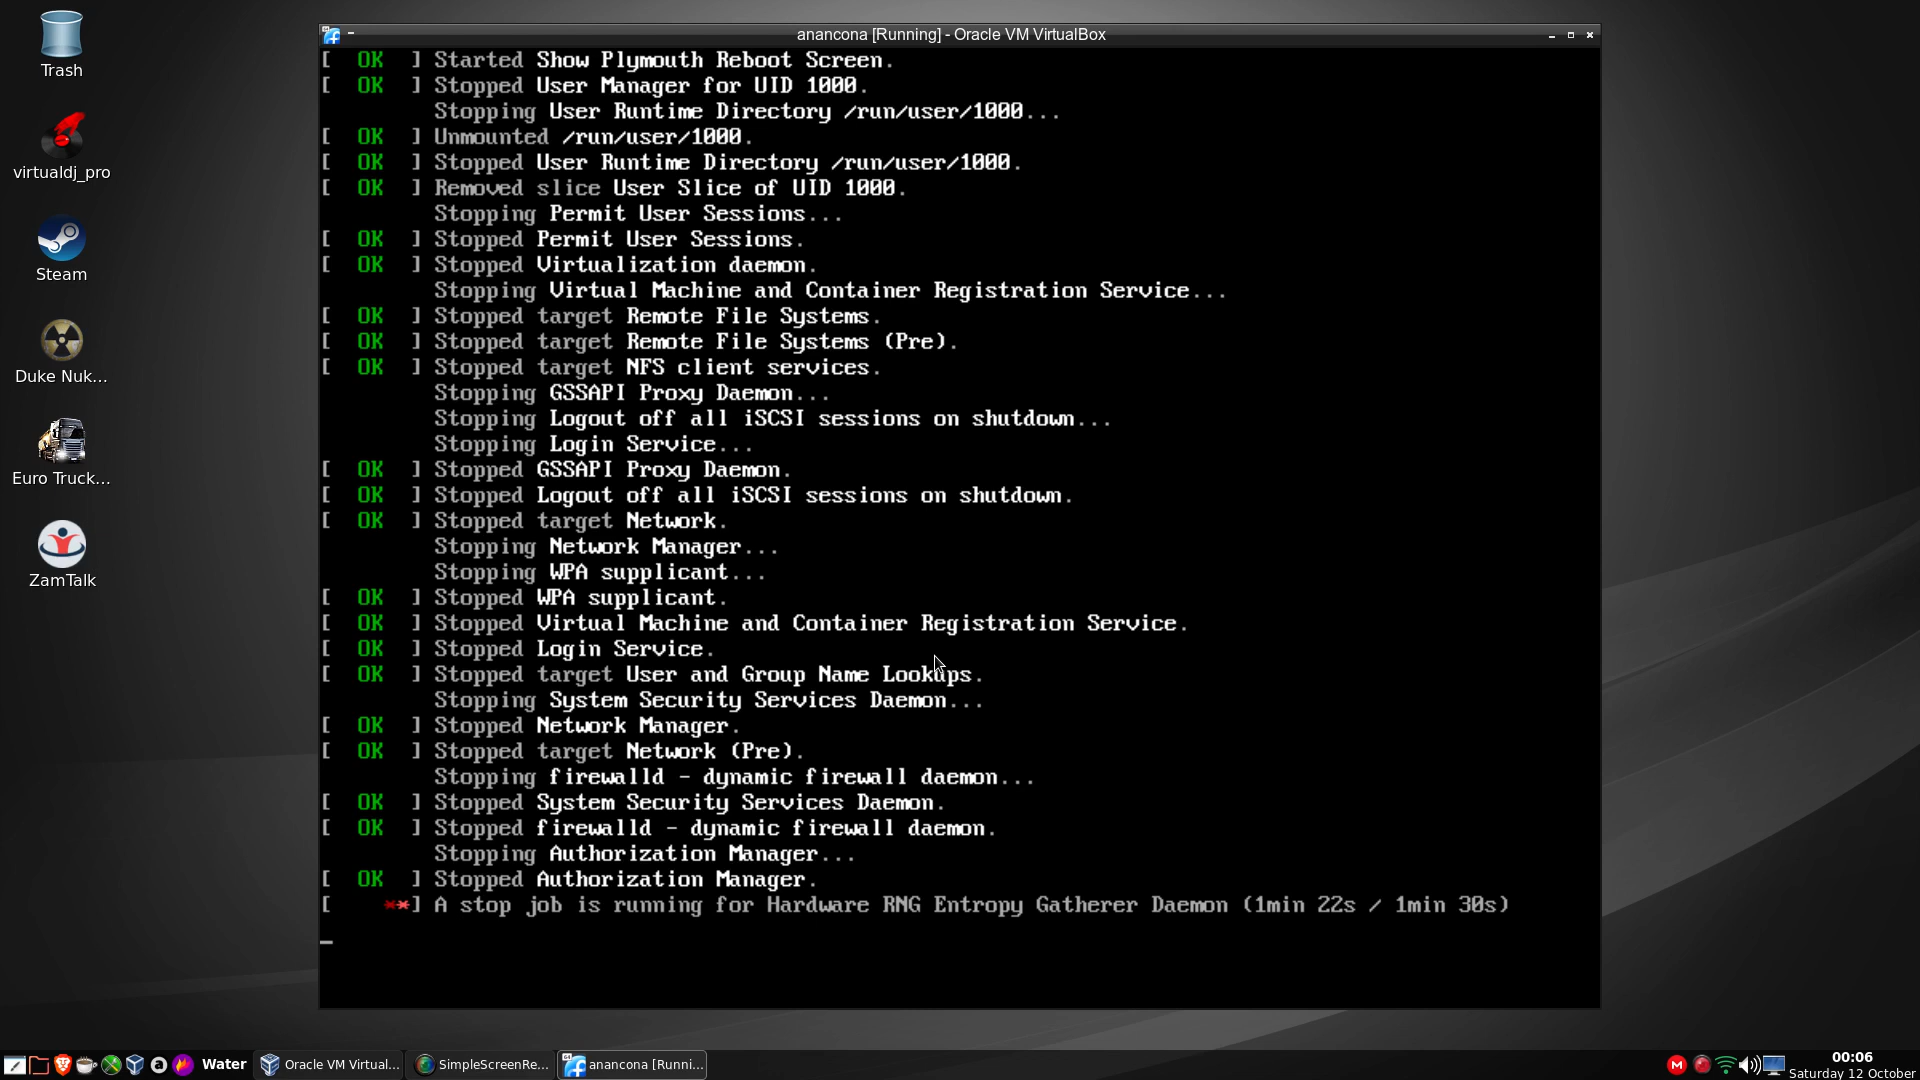 Trash
virtualdj_pro
Steam
Duke Nuk...
Euro Truck...
ZamTalk
anancona [Running] - Oracle VM VirtualBox
[  OK  ] Started Show Plymouth Reboot Screen.
[  OK  ] Stopped User Manager for UID 1000.
Stopping User Runtime Directory /run/user/1000...
[  OK  ] Unmounted /run/user/1000.
[  OK  ] Stopped User Runtime Directory /run/user/1000.
[  OK  ] Removed slice User Slice of UID 1000.
Stopping Permit User Sessions...
[  OK  ] Stopped Permit User Sessions.
[  OK  ] Stopped Virtualization daemon.
Stopping Virtual Machine and Container Registration Service...
[  OK  ] Stopped target Remote File Systems.
[  OK  ] Stopped target Remote File Systems (Pre).
[  OK  ] Stopped target NFS client services.
Stopping GSSAPI Proxy Daemon...
Stopping Logout off all iSCSI sessions on shutdown...
Stopping Login Service...
[  OK  ] Stopped GSSAPI Proxy Daemon.
[  OK  ] Stopped Logout off all iSCSI sessions on shutdown.
[  OK  ] Stopped target Network.
Stopping Network Manager...
Stopping WPA supplicant...
[  OK  ] Stopped WPA supplicant.
[  OK  ] Stopped Virtual Machine and Container Registration Service.
[  OK  ] Stopped Login Service.
[  OK  ] Stopped target User and Group Name Lookups.
Stopping System Security Services Daemon...
[  OK  ] Stopped Network Manager.
[  OK  ] Stopped target Network (Pre).
Stopping firewalld - dynamic firewall daemon...
[  OK  ] Stopped System Security Services Daemon.
[  OK  ] Stopped firewalld - dynamic firewall daemon.
Stopping Authorization Manager...
[  OK  ] Stopped Authorization Manager.
[    **] A stop job is running for Hardware RNG Entropy Gatherer Daemon (1min 22s / 1min 30s)
Water
Oracle VM Virtual...
SimpleScreenRe...
anancona [Runni...
00:06
Saturday 12 October